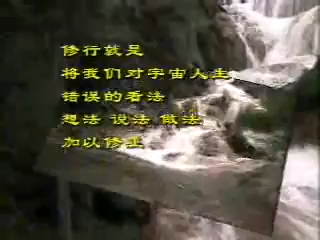 修行就是
将我们对宇宙人生
错误的看法
想法 说法 做法
加以修正